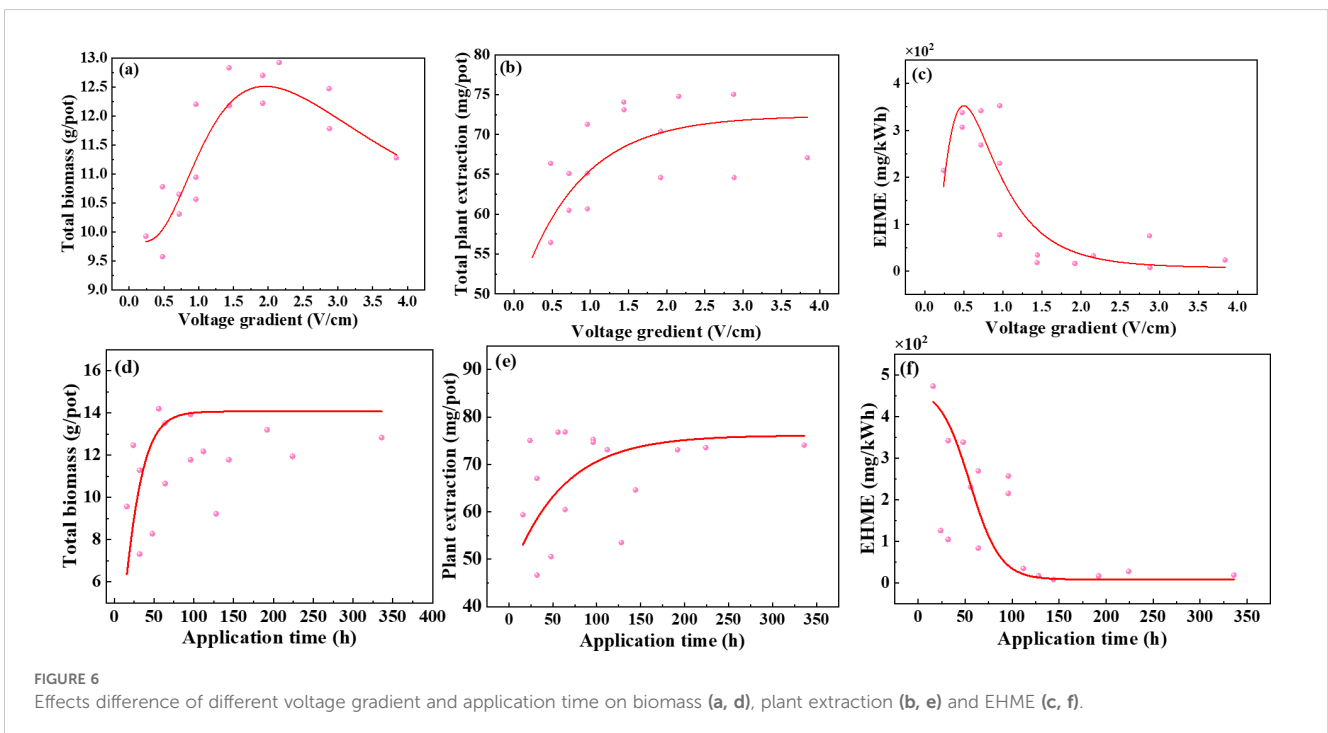 (a)
Total biomass (g/pot)
13.0
12.5
12.0
11.5
11.0
10.5
10.0
9.5
9.0
0.0 0.5 1.0 1.5 2.0 2.5 3.0 3.5 4.0
Voltage gradient (V/cm)
(b)
Total plant extraction (mg/pot)
80
75
70
65
60
55
50
0.0 0.5 1.0 1.5 2.0 2.5 3.0 3.5 4.0
Voltage gredient (V/cm)
×10²
(c)
EHME (mg/kWh)
4
3
2
1
0
0.0 0.5 1.0 1.5 2.0 2.5 3.0 3.5 4.0
Voltage gradient (V/cm)
(d)
Total biomass (g/pot)
16
14
12
10
8
6
0 50 100 150 200 250 300 350 400
Application time (h)
(e)
Plant extraction (mg/pot)
90
80
70
60
50
40
0 50 100 150 200 250 300 350
Application time (h)
×10²
(f)
EHME (mg/kWh)
5
4
3
2
1
0
0 50 100 150 200 250 300 350
Application time (h)
FIGURE 6
Effects difference of different voltage gradient and application time on biomass (a, d), plant extraction (b, e) and EHME (c, f).